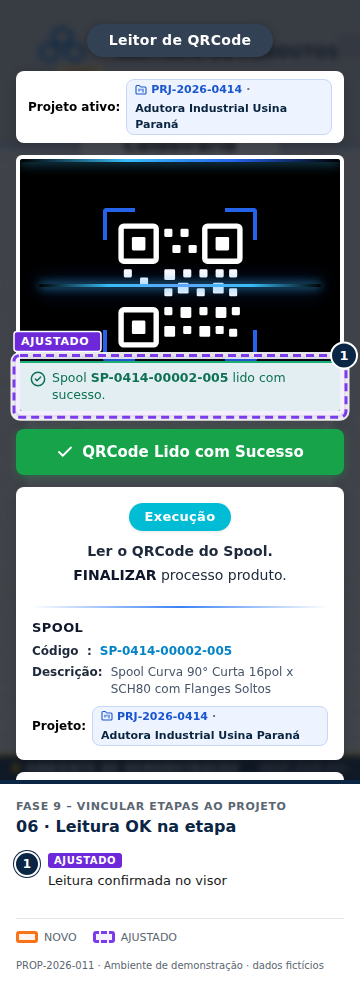 Leitor de QRCode
Projeto ativo:
PRJ-2026-0414 ·
Adutora Industrial Usina
Paraná
AJUSTADO
1
Spool SP-0414-00002-005 lido com
sucesso.
QRCode Lido com Sucesso
Execução
Ler o QRCode do Spool.
FINALIZAR processo produto.
SPOOL
Código : SP-0414-00002-005
Descrição: Spool Curva 90° Curta 16pol x
SCH80 com Flanges Soltos
Projeto:
PRJ-2026-0414 ·
Adutora Industrial Usina Paraná
FASE 9 – VINCULAR ETAPAS AO PROJETO
06 · Leitura OK na etapa
1
AJUSTADO
Leitura confirmada no visor
NOVO
AJUSTADO
PROP-2026-011 · Ambiente de demonstração · dados fictícios